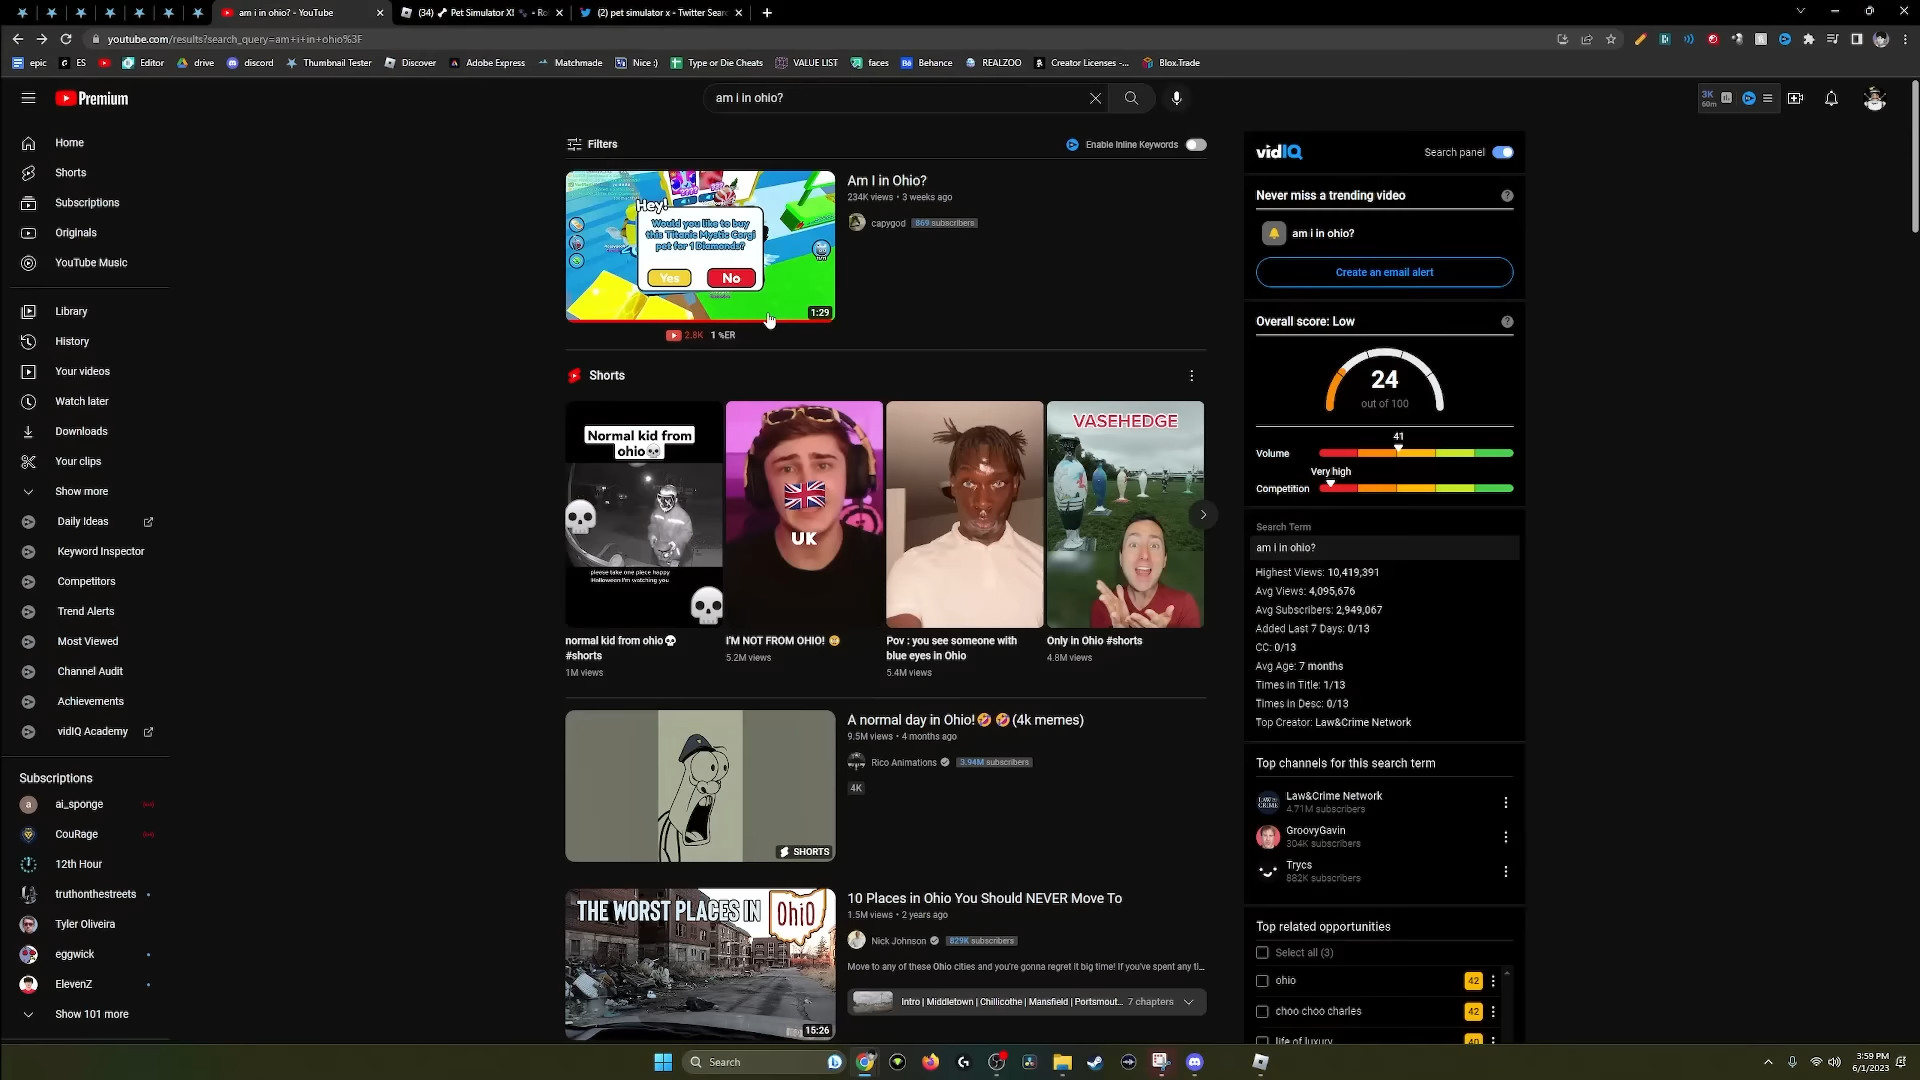 am i in ohio? - YouTube
(34) Pet Simulator X! - Ro
(2) pet simulator x - Twitter Sear
youtube.com/results?search_query=am+i+in+ohio%3F
epic
ES
Editor
drive
discord
Thumbnail Tester
Discover
Adobe Express
Matchmade
Nice :)
Type or Die Cheats
VALUE LIST
faces
Behance
REALZOO
Creator Licenses -...
Blox.Trade
Premium
am i in ohio?
3K
60m
Home
Shorts
Subscriptions
Originals
YouTube Music
Library
History
Your videos
Watch later
Downloads
Your clips
Show more
Daily Ideas
Keyword Inspector
Competitors
Trend Alerts
Most Viewed
Channel Audit
Achievements
vidIQ Academy
Subscriptions
a ai_sponge
CouRage
12th Hour
truthonthestreets
Tyler Oliveira
eggwick
ElevenZ
Show 101 more
Filters
Enable Inline Keywords
Hey!
Would you like to buy
this Titanic Mystic Corgi
pet for 1 Diamonds?
Yes
No
1:29
2.8K 1 %ER
Am I in Ohio?
234K views • 3 weeks ago
capygod 869 subscribers
Shorts
Normal kid from
ohio💀
please take one piece happy
Halloween I'm watching you
UK
VASEHEDGE
normal kid from ohio💀
#shorts
1M views
I'M NOT FROM OHIO!
5.2M views
Pov : you see someone with
blue eyes in Ohio
5.4M views
Only in Ohio #shorts
4.8M views
SHORTS
A normal day in Ohio!🤣 🤣 (4k memes)
9.5M views • 4 months ago
Rico Animations 3.94M subscribers
4K
THE WORST PLACES IN OHIO
15:26
10 Places in Ohio You Should NEVER Move To
1.5M views • 2 years ago
Nick Johnson 829K subscribers
Move to any of these Ohio cities and you're gonna regret it big time! If you've spent any ti...
Intro | Middletown | Chillicothe | Mansfield | Portsmout... 7 chapters
vidIQ
Search panel
Never miss a trending video
am i in ohio?
Create an email alert
Overall score: Low
24
out of 100
41
Volume
Very high
Competition
Search Term
am i in ohio?
Highest Views: 10,419,391
Avg Views: 4,095,676
Avg Subscribers: 2,949,067
Added Last 7 Days: 0/13
CC: 0/13
Avg Age: 7 months
Times in Title: 1/13
Times in Desc: 0/13
Top Creator: Law&Crime Network
Top channels for this search term
Law&Crime Network
4.71M subscribers
GroovyGavin
304K subscribers
Trycs
882K subscribers
Top related opportunities
Select all (3)
ohio 42
choo choo charles 42
life of luxury 40
Search
3:59 PM
6/1/2023